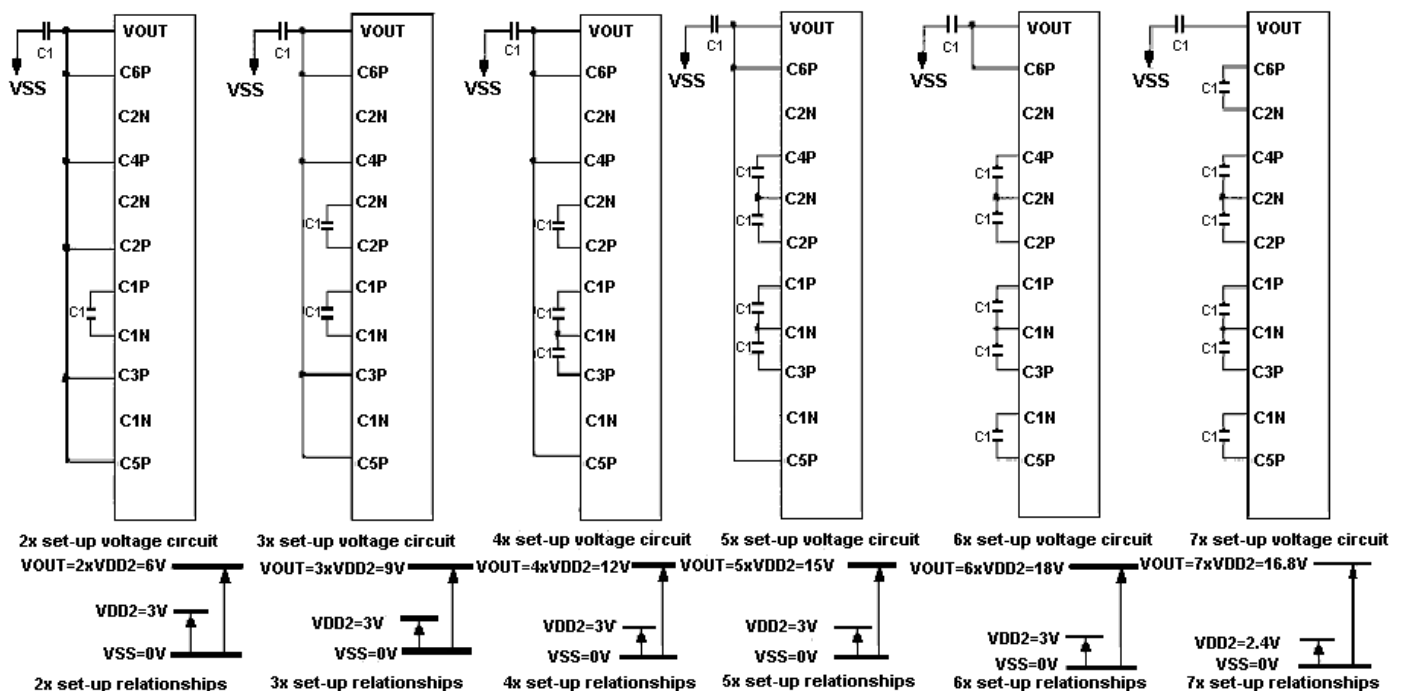 C1
VSS
VOUT
C6P
C2N
C4P
C2N
C2P
C1P
C1
C1N
C3P
C1N
C5P
2x set-up voltage circuit
VOUT=2xVDD2=6V
VDD2=3V
VSS=0V
2x set-up relationships
C1
VSS
VOUT
C6P
C2N
C4P
C2N
C1
C2P
C1P
C1
C1N
C3P
C1N
C5P
3x set-up voltage circuit
VOUT=3xVDD2=9V
VDD2=3V
VSS=0V
3x set-up relationships
C1
VSS
VOUT
C6P
C2N
C4P
C2N
C1
C2P
C1P
C1
C1N
C1
C3P
C1N
C5P
4x set-up voltage circuit
VOUT=4xVDD2=12V
VDD2=3V
VSS=0V
4x set-up relationships
C1
VSS
VOUT
C6P
C2N
C4P
C1
C2N
C1
C2P
C1P
C1
C1N
C1
C3P
C1N
C5P
5x set-up voltage circuit
VOUT=5xVDD2=15V
VDD2=3V
VSS=0V
5x set-up relationships
C1
VSS
VOUT
C6P
C2N
C4P
C1
C2N
C1
C2P
C1P
C1
C1N
C1
C3P
C1N
C1
C5P
6x set-up voltage circuit
VOUT=6xVDD2=18V
VDD2=3V
VSS=0V
6x set-up relationships
C1
VSS
VOUT
C6P
C1
C2N
C4P
C1
C2N
C1
C2P
C1P
C1
C1N
C1
C3P
C1N
C1
C5P
7x set-up voltage circuit
VOUT=7xVDD2=16.8V
VDD2=2.4V
VSS=0V
7x set-up relationships